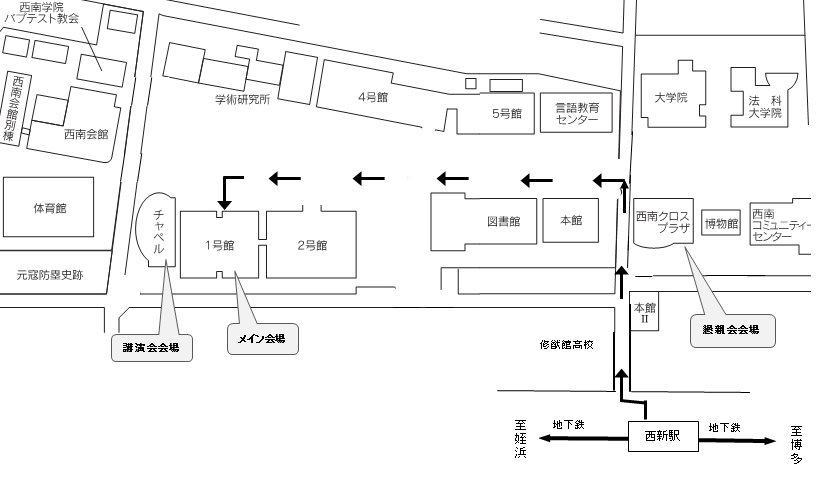 西南学院
バプテスト教会
西南会館別棟
西南会館
体育館
元寇防塁史跡
学術研究所
4号館
5号館
言語教育
センター
大学院
法科
大学院
チャペル
1号館
2号館
図書館
本館
西南クロス
プラザ
博物館
西南
コミュニティー
センター
講演会会場
メイン会場
修猷館高校
本館
II
懇親会会場
至姪浜
地下鉄
西新駅
地下鉄
至博多